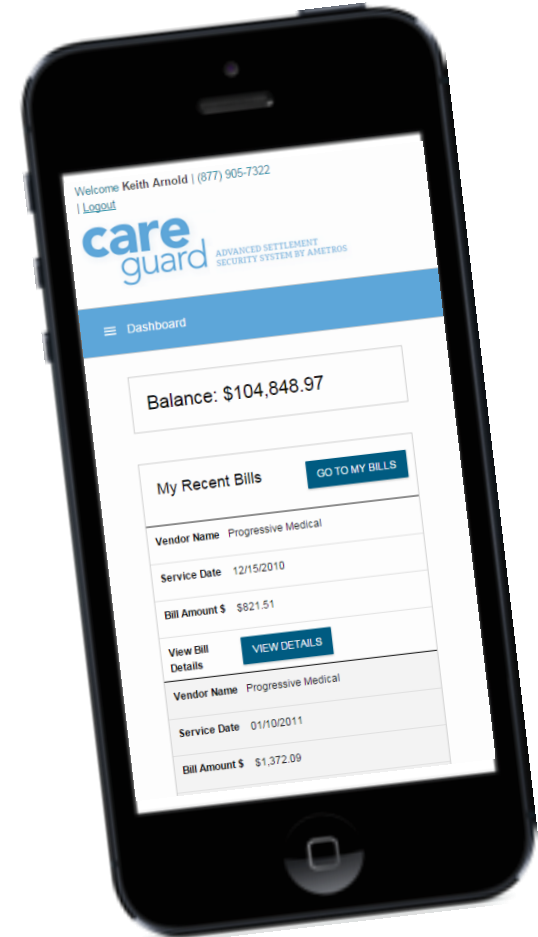 Welcome Keith Arnold | (877) 905-7322
| Logout
care
guard
ADVANCED SETTLEMENT
SECURITY SYSTEM BY AMETROS
Dashboard
Balance: $104,848.97
My Recent Bills
GO TO MY BILLS
Vendor Name Progressive Medical
Service Date 12/15/2010
Bill Amount $ $821.51
View Bill
Details
VIEW DETAILS
Vendor Name Progressive Medical
Service Date 01/10/2011
Bill Amount $ $1,372.09